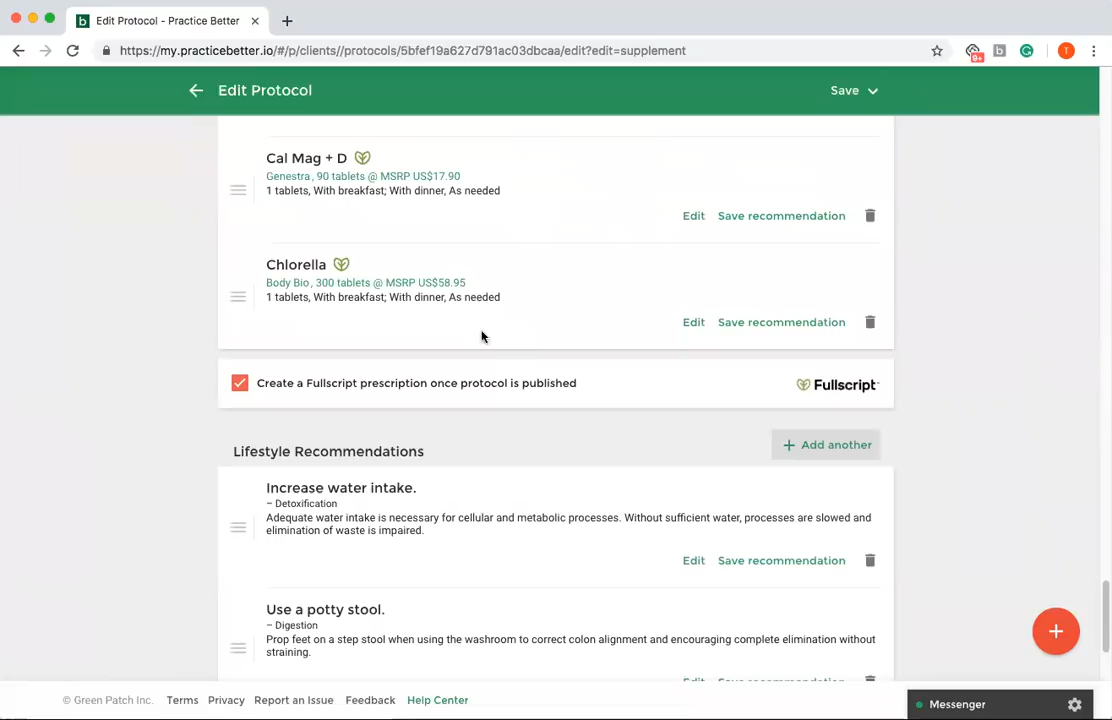 b Edit Protocol - Practice Better
https://my.practicebetter.io/#/p/clients//protocols/5bfef19a627d791ac03dbcaa/edit?edit=supplement
9+
b
T
Edit Protocol
Save
Cal Mag + D
Genestra, 90 tablets @ MSRP US$17.90
1 tablets, With breakfast; With dinner, As needed
Edit Save recommendation
Chlorella
Body Bio, 300 tablets @ MSRP US$58.95
1 tablets, With breakfast; With dinner, As needed
Edit Save recommendation
Create a Fullscript prescription once protocol is published
Fullscript
Lifestyle Recommendations
+ Add another
Increase water intake.
– Detoxification
Adequate water intake is necessary for cellular and metabolic processes. Without sufficient water, processes are slowed and
elimination of waste is impaired.
Edit Save recommendation
Use a potty stool.
– Digestion
Prop feet on a step stool when using the washroom to correct colon alignment and encouraging complete elimination without
straining.
Edit Save recommendation
© Green Patch Inc. Terms Privacy Report an Issue Feedback Help Center
Messenger